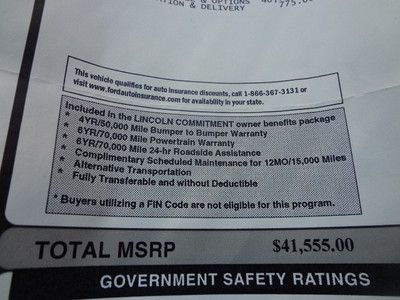 & OPTIONS
& DELIVERY
775.00
This vehicle qualifies for auto insurance discounts, call 1-866-367-3131 or
visit www.fordautoinsurance.com for availability in your state.
Included in the LINCOLN COMMITMENT owner benefits package
* 4YR/50,000 Mile Bumper to Bumper Warranty
* 6YR/70,000 Mile Powertrain Warranty
* 6YR/70,000 Mile 24-hr Roadside Assistance
* Complimentary Scheduled Maintenance for 12MO/15,000 Miles
* Alternative Transportation
* Fully Transferable and without Deductible
* Buyers utilizing a FIN Code are not eligible for this program.
TOTAL MSRP $41,555.00
GOVERNMENT SAFETY RATINGS